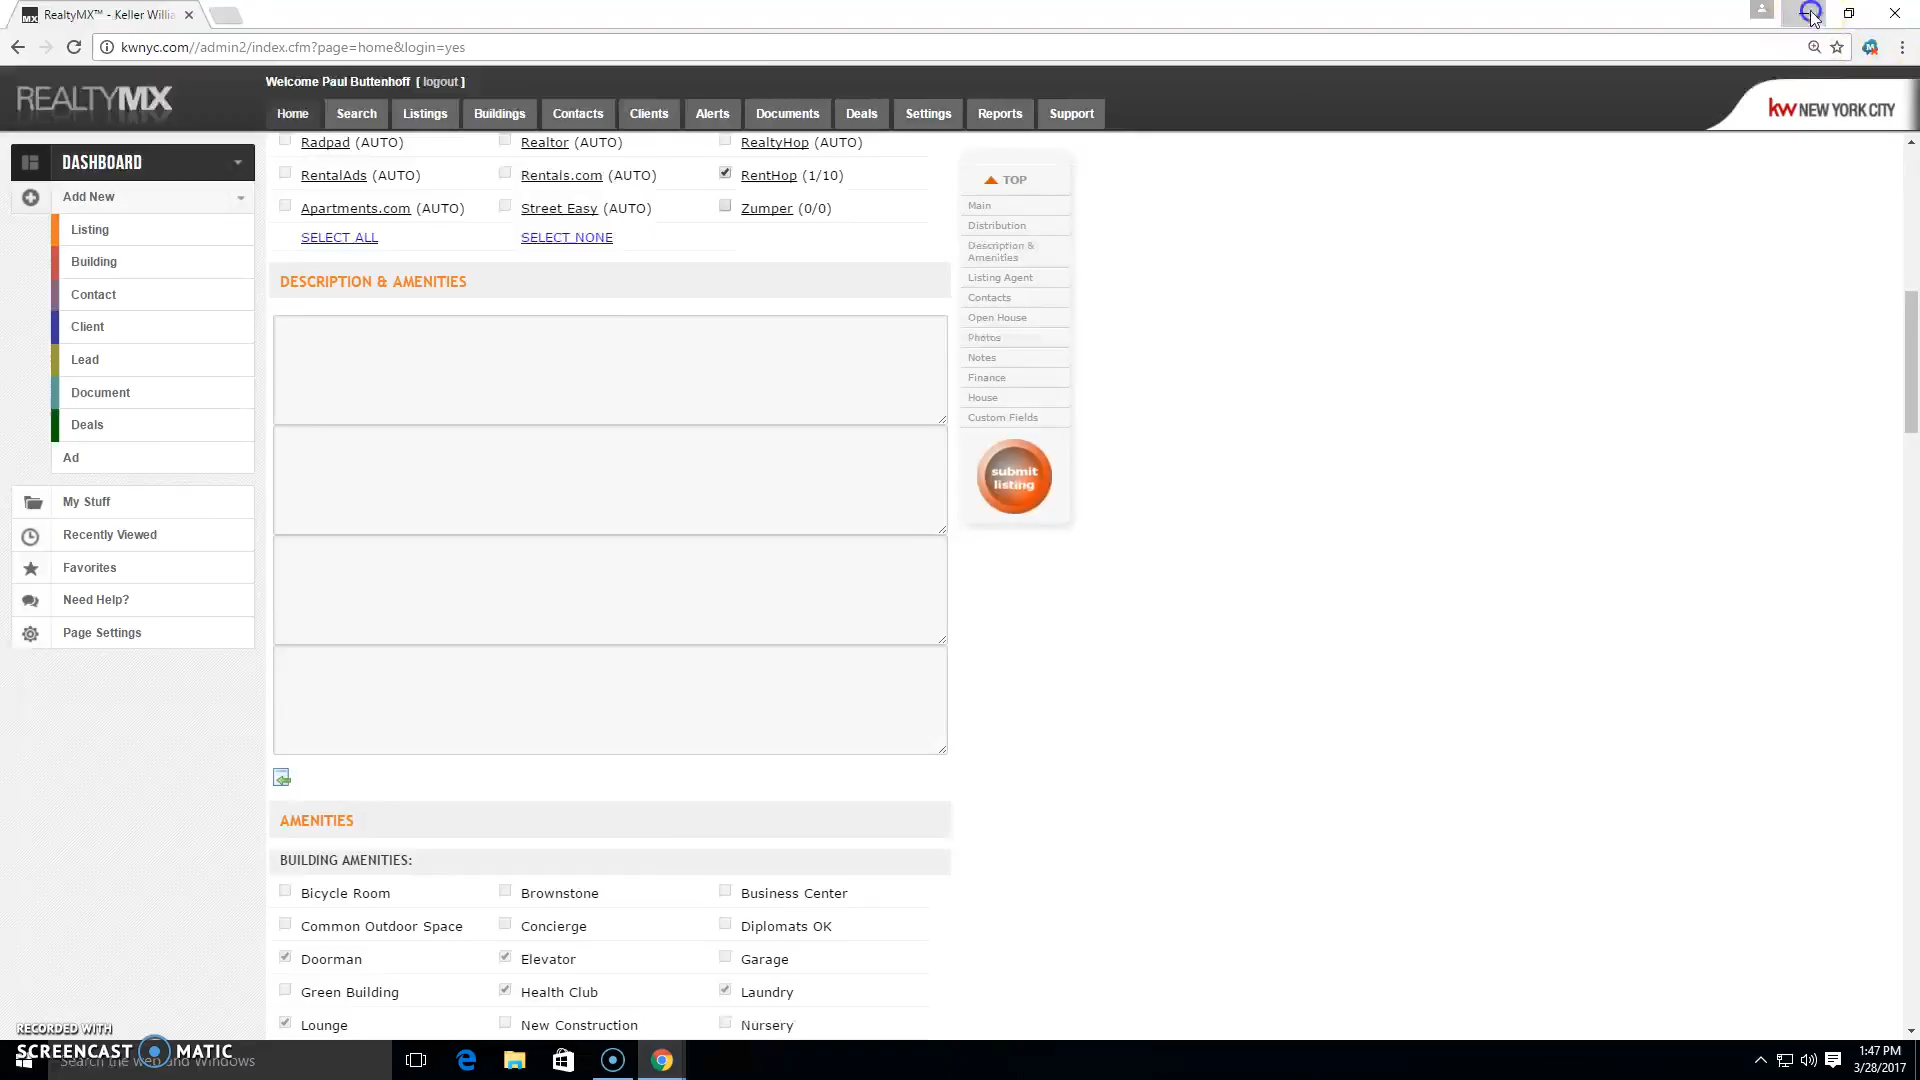 RealtyMX™ - Keller Willia
kwnyc.com//admin2/index.cfm?page=home&login=yes
REALTYMX
Welcome Paul Buttenhoff [ logout ]
Home Search Listings Buildings Contacts Clients Alerts Documents Deals Settings Reports Support
kw NEW YORK CITY
DASHBOARD
Add New
Listing
Building
Contact
Client
Lead
Document
Deals
Ad
My Stuff
Recently Viewed
Favorites
Need Help?
Page Settings
Radpad (AUTO) Realtor (AUTO) RealtyHop (AUTO)
RentalAds (AUTO) Rentals.com (AUTO) RentHop (1/10)
Apartments.com (AUTO) Street Easy (AUTO) Zumper (0/0)
SELECT ALL SELECT NONE
DESCRIPTION & AMENITIES
AMENITIES
BUILDING AMENITIES:
Bicycle Room Brownstone Business Center
Common Outdoor Space Concierge Diplomats OK
Doorman Elevator Garage
Green Building Health Club Laundry
Lounge New Construction Nursery
TOP
Main
Distribution
Description &
Amenities
Listing Agent
Contacts
Open House
Photos
Notes
Finance
House
Custom Fields
submit
listing
RECORDED WITH
SCREENCAST MATIC
Search the web and Windows
1:47 PM
3/28/2017